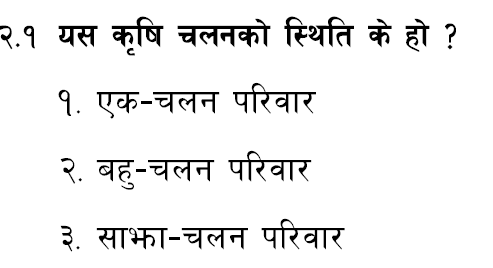 २.१ यस कृषि चलनको स्थिति के हो ?
१. एक-चलन परिवार
२. बहु-चलन परिवार
३. साझा-चलन परिवार